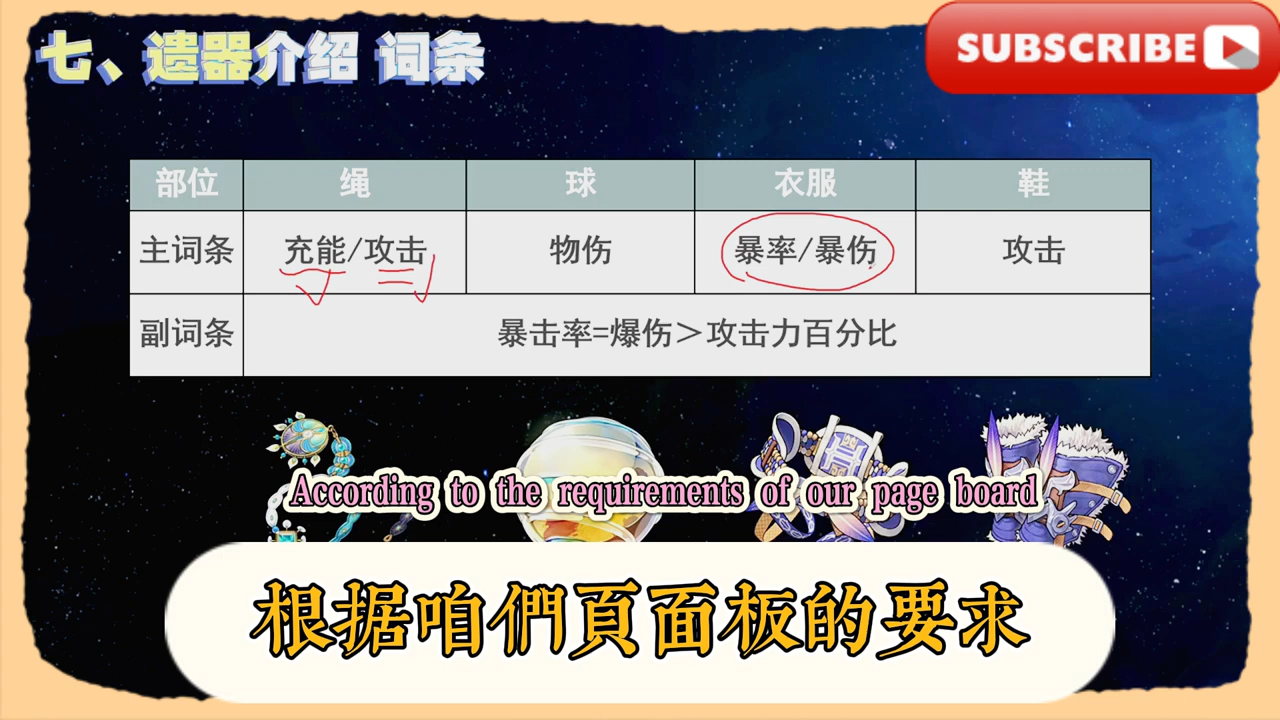 七、遗器介绍 词条
SUBSCRIBE
部位 绳 球 衣服 鞋
主词条 充能/攻击 物伤 暴率/暴伤 攻击
副词条 暴击率=爆伤＞攻击力百分比
According to the requirements of our page board
根据咱們頁面板的要求